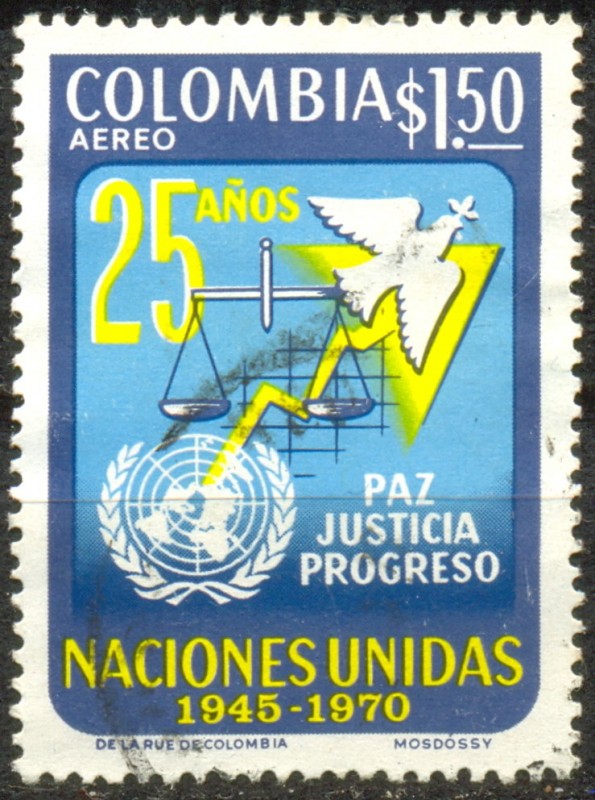 COLOMBIA $1.50
AEREO
25 AÑOS
PAZ
JUSTICIA
PROGRESO
NACIONES UNIDAS
1945-1970
DE LA RUE DE COLOMBIA MOSDÓSSY